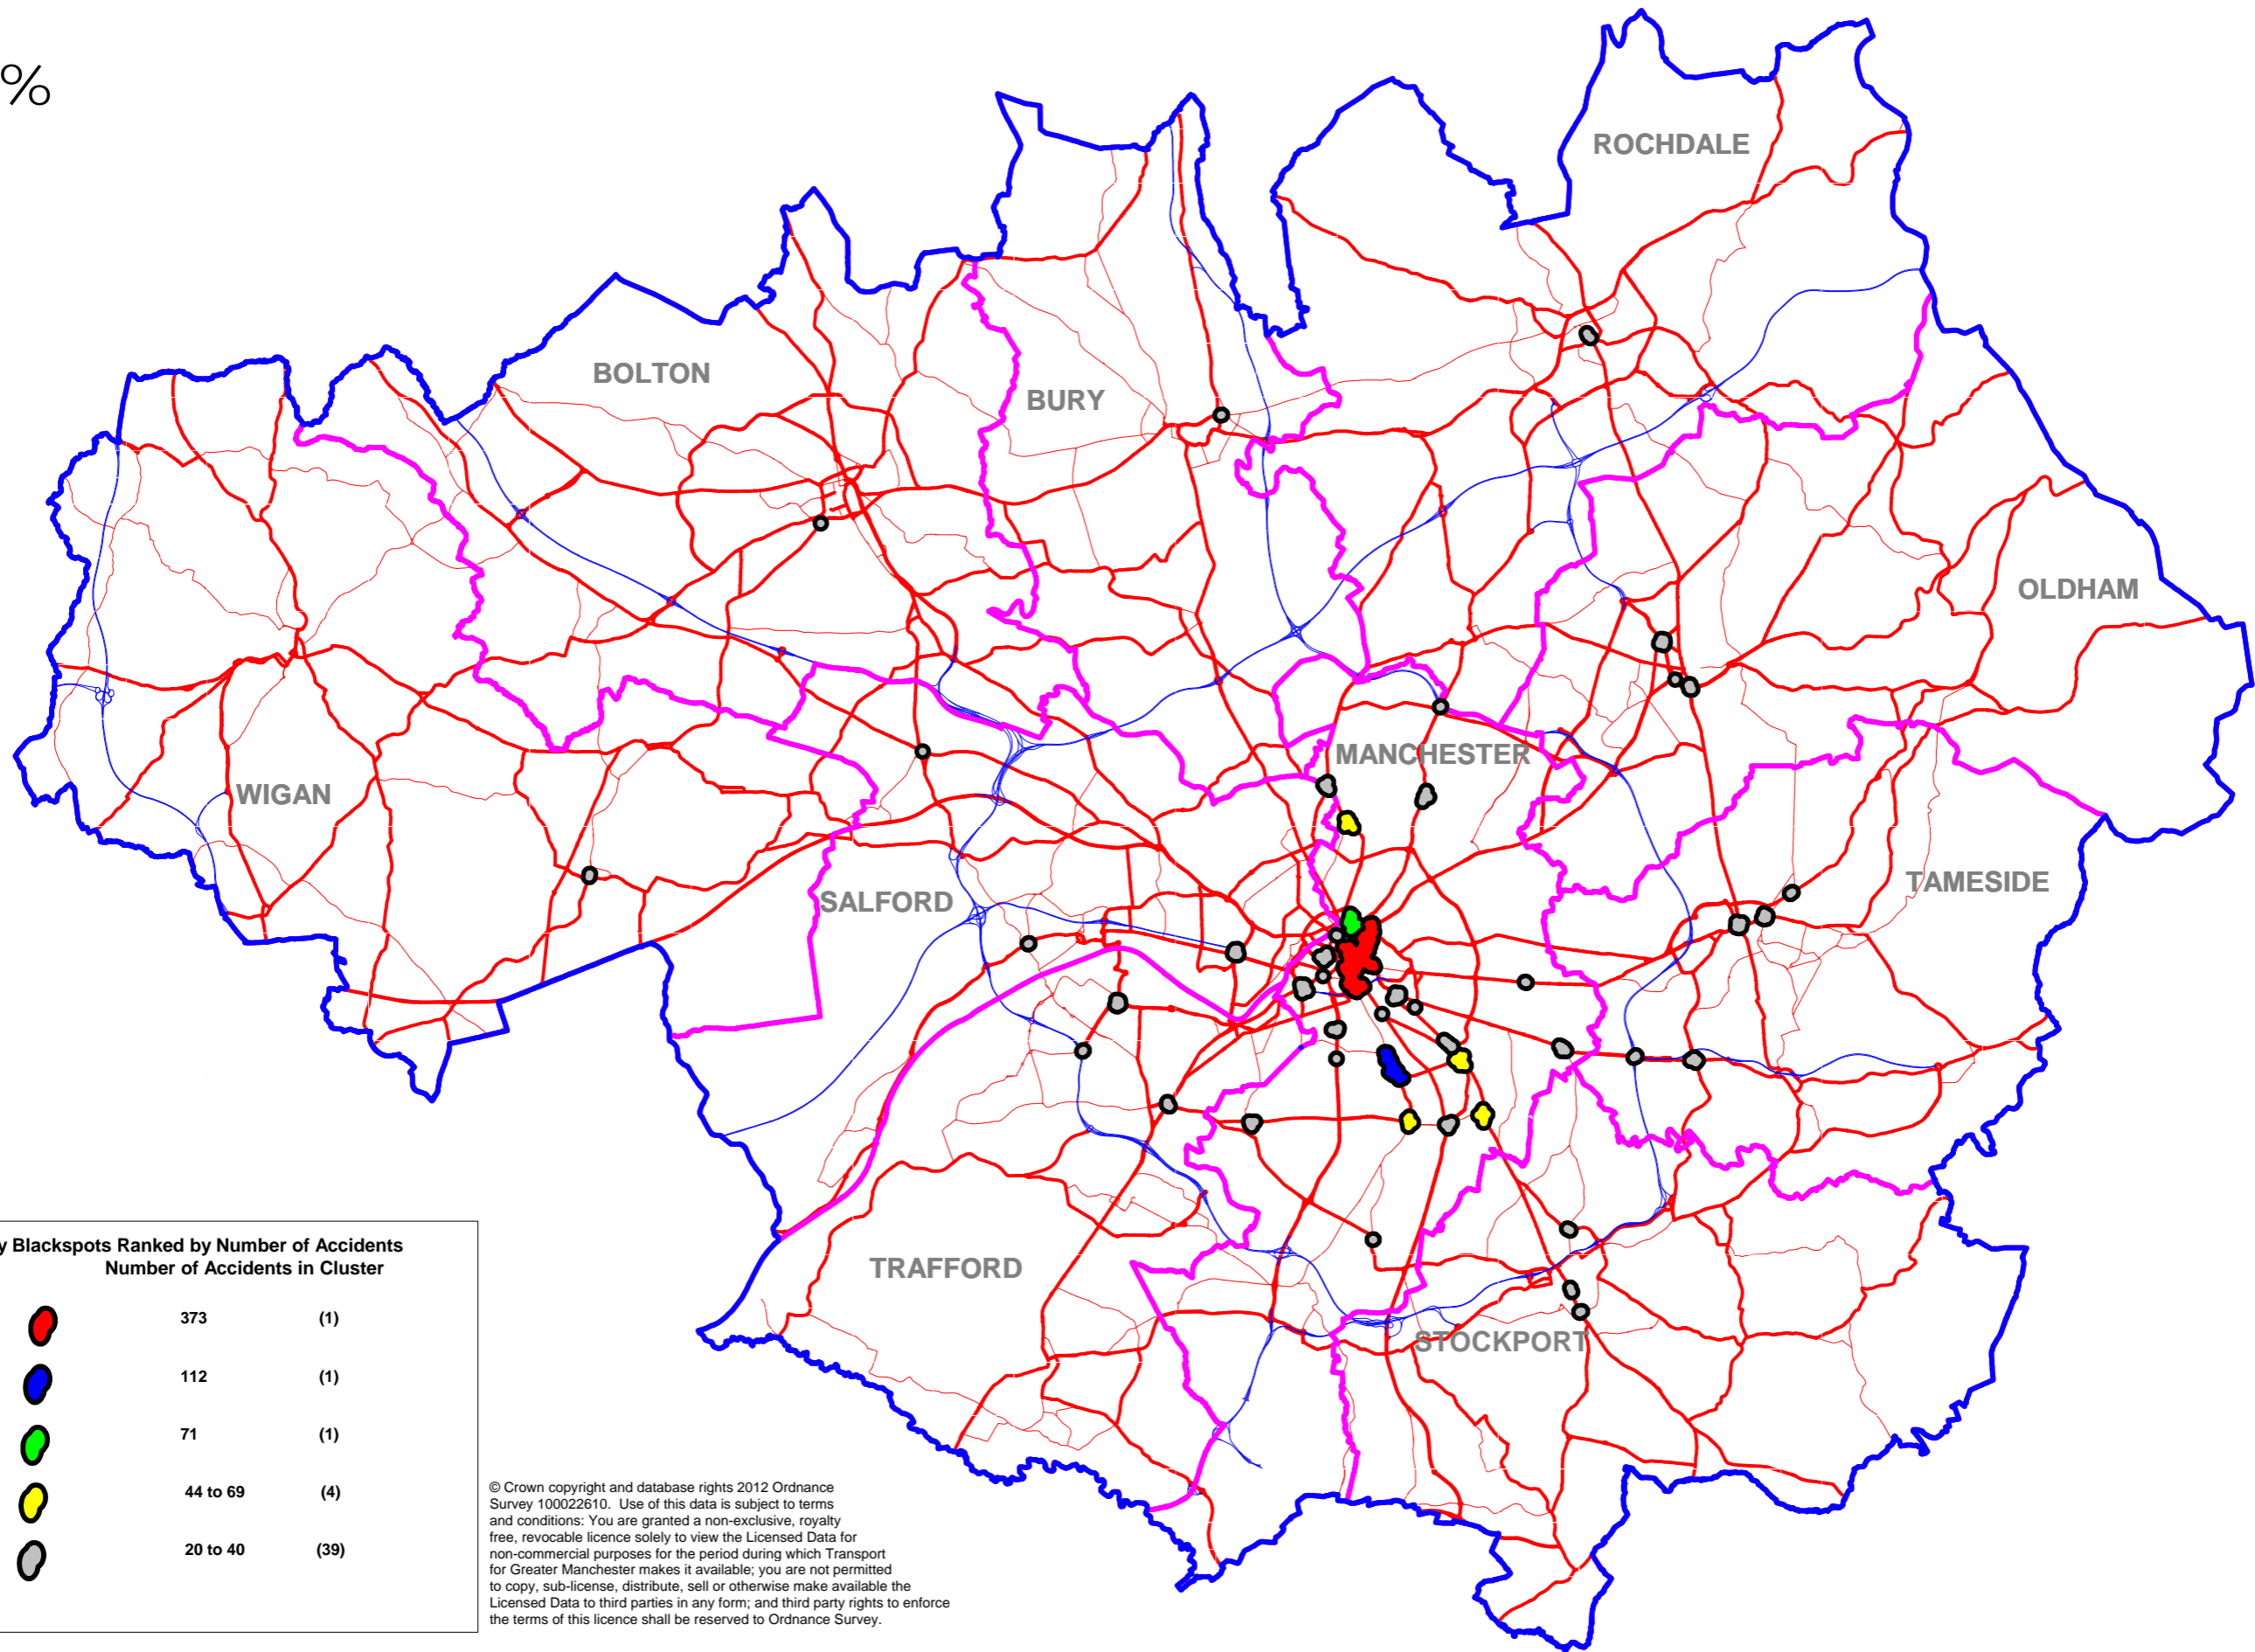 %
ROCHDALE
BOLTON
BURY
OLDHAM
MANCHESTER
WIGAN
SALFORD
TAMESIDE
TRAFFORD
STOCKPORT
y Blackspots Ranked by Number of Accidents
Number of Accidents in Cluster
373 (1)
112 (1)
71 (1)
44 to 69 (4)
20 to 40 (39)
© Crown copyright and database rights 2012 Ordnance
Survey 100022610. Use of this data is subject to terms
and conditions: You are granted a non-exclusive, royalty
free, revocable licence solely to view the Licensed Data for
non-commercial purposes for the period during which Transport
for Greater Manchester makes it available; you are not permitted
to copy, sub-license, distribute, sell or otherwise make available the
Licensed Data to third parties in any form; and third party rights to enforce
the terms of this licence shall be reserved to Ordnance Survey.